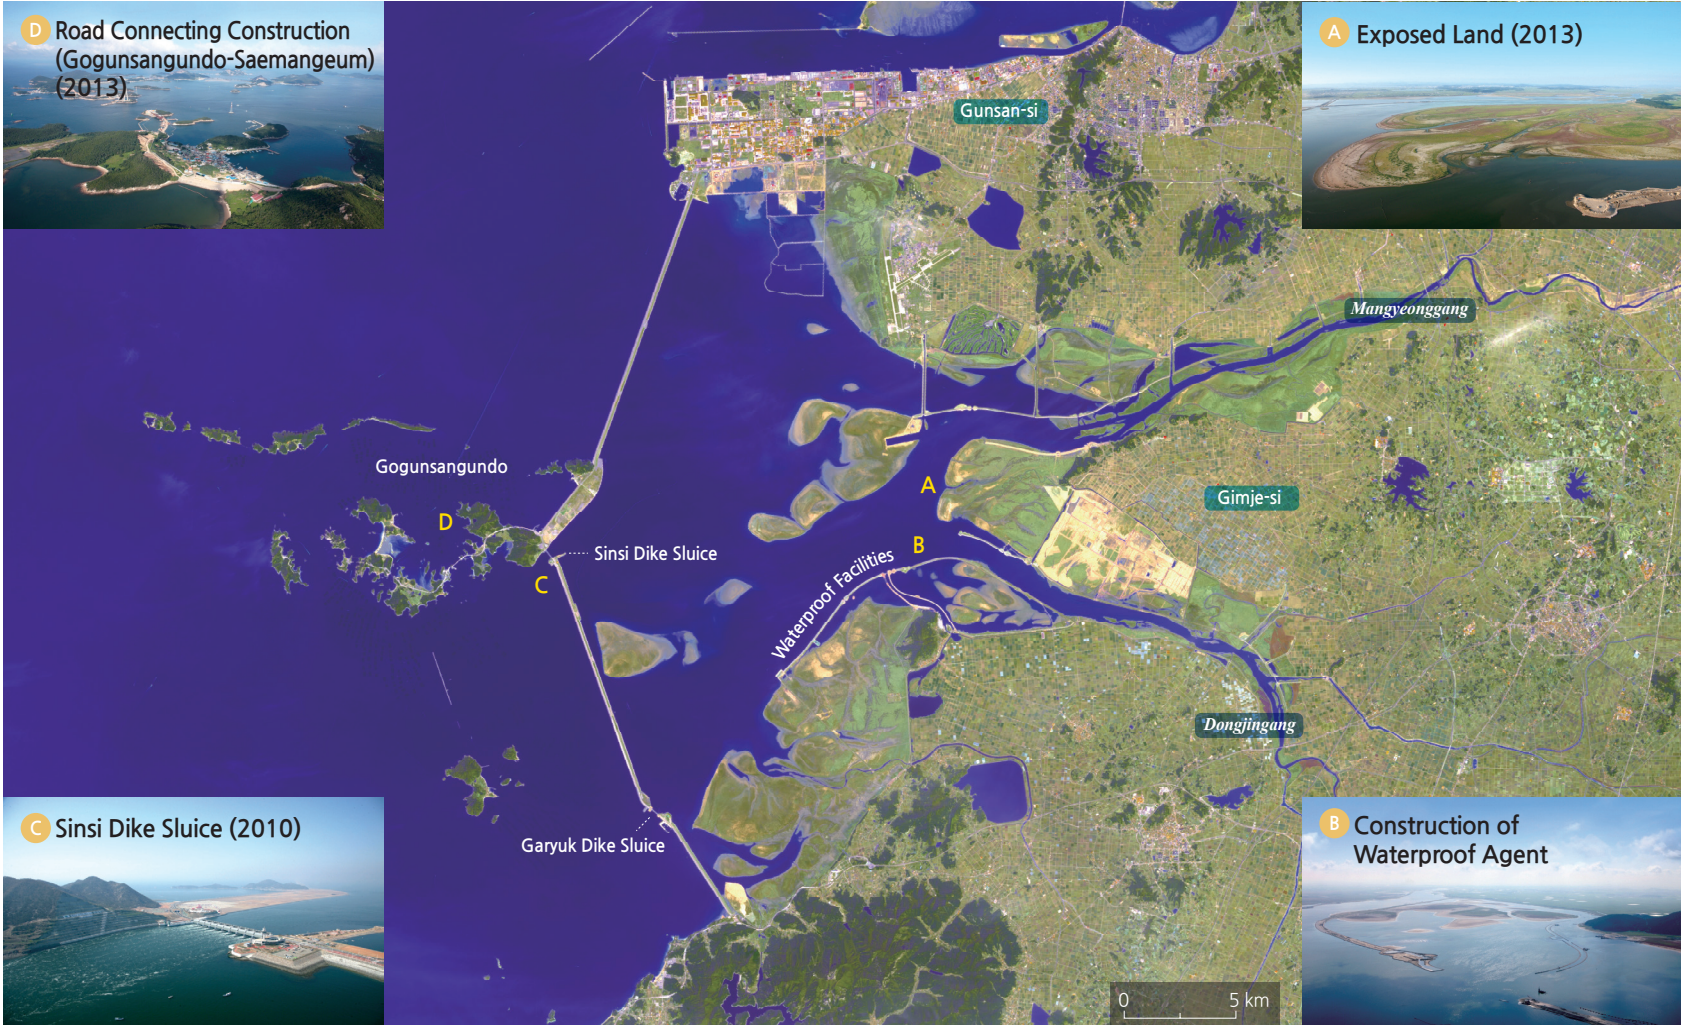 D Road Connecting Construction
(Gogunsangundo-Saemangeum)
(2013)
A Exposed Land (2013)
Gunsan-si
Mangyeonggang
Gogunsangundo
D
A
Gimje-si
B
Sinsi Dike Sluice
C
Waterproof Facilities
Dongjingang
Garyuk Dike Sluice
C Sinsi Dike Sluice (2010)
B Construction of
Waterproof Agent
0 5 km